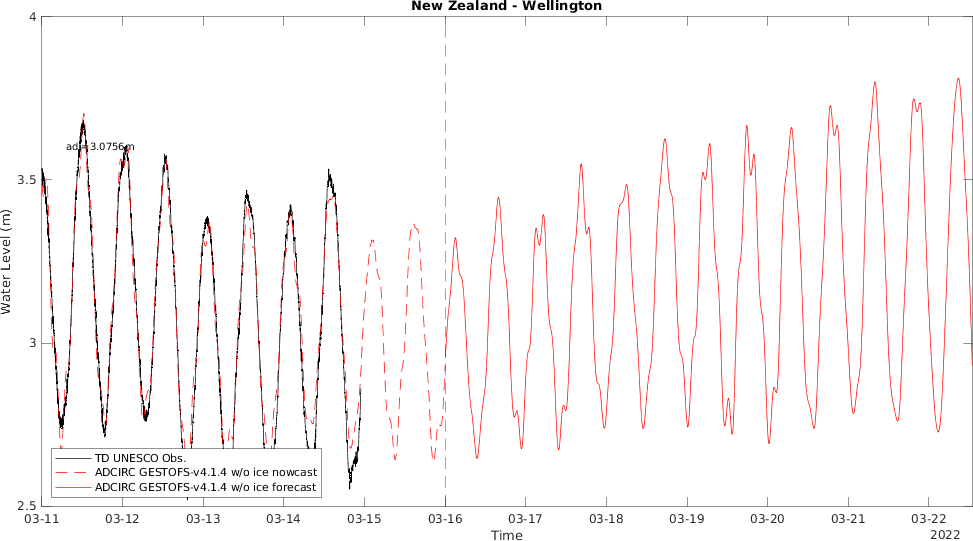 New Zealand - Wellington
4
3.5
3
2.5
Water Level (m)
adj=3.0756m
TD UNESCO Obs.
ADCIRC GESTOFS-v4.1.4 w/o ice nowcast
ADCIRC GESTOFS-v4.1.4 w/o ice forecast
03-11 03-12 03-13 03-14 03-15 03-16 03-17 03-18 03-19 03-20 03-21 03-22
Time
2022